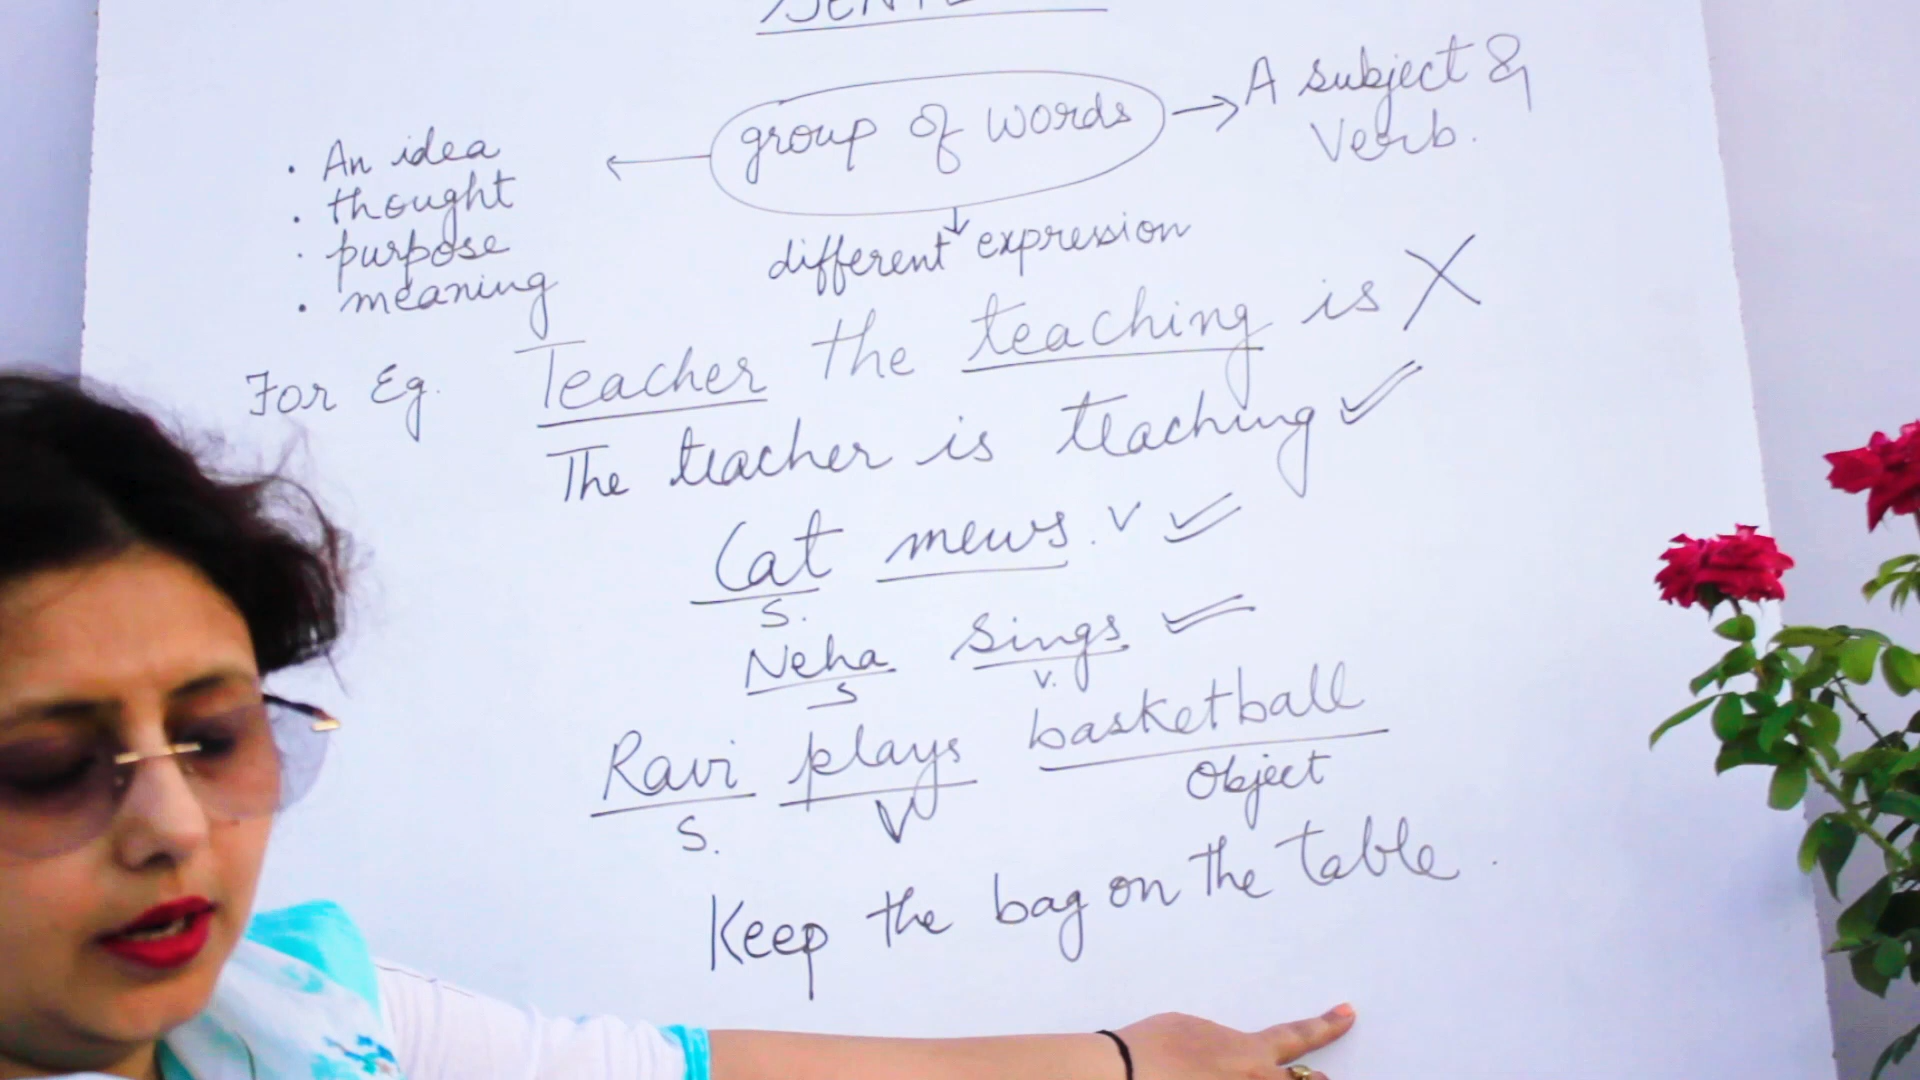 group of words → A subject &
Verb.
←
· An idea
· thought
· purpose
· meaning
↓
different expression
For Eg. Teacher the teaching is X
The teacher is teaching ✓
Cat mews. V ✓
S.
Neha sings ✓
S V.
Ravi plays basketball
S. V Object
Keep the bag on the table.